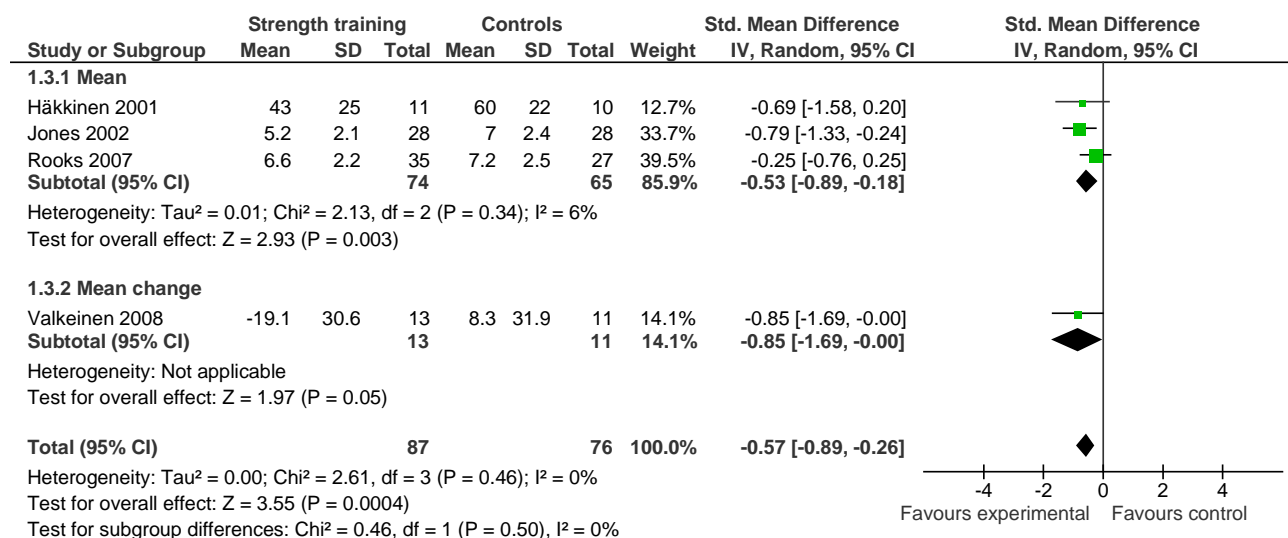 Strength training Controls Std. Mean Difference Std. Mean Difference
Study or Subgroup Mean SD Total Mean SD Total Weight IV, Random, 95% CI IV, Random, 95% CI
1.3.1 Mean
Häkkinen 2001 43 25 11 60 22 10 12.7% -0.69 [-1.58, 0.20]
Jones 2002 5.2 2.1 28 7 2.4 28 33.7% -0.79 [-1.33, -0.24]
Rooks 2007 6.6 2.2 35 7.2 2.5 27 39.5% -0.25 [-0.76, 0.25]
Subtotal (95% CI) 74 65 85.9% -0.53 [-0.89, -0.18]
Heterogeneity: Tau² = 0.01; Chi² = 2.13, df = 2 (P = 0.34); I² = 6%
Test for overall effect: Z = 2.93 (P = 0.003)
1.3.2 Mean change
Valkeinen 2008 -19.1 30.6 13 8.3 31.9 11 14.1% -0.85 [-1.69, -0.00]
Subtotal (95% CI) 13 11 14.1% -0.85 [-1.69, -0.00]
Heterogeneity: Not applicable
Test for overall effect: Z = 1.97 (P = 0.05)
Total (95% CI) 87 76 100.0% -0.57 [-0.89, -0.26]
Heterogeneity: Tau² = 0.00; Chi² = 2.61, df = 3 (P = 0.46); I² = 0%
Test for overall effect: Z = 3.55 (P = 0.0004)
Test for subgroup differences: Chi² = 0.46, df = 1 (P = 0.50), I² = 0%
-4 -2 0 2 4
Favours experimental Favours control